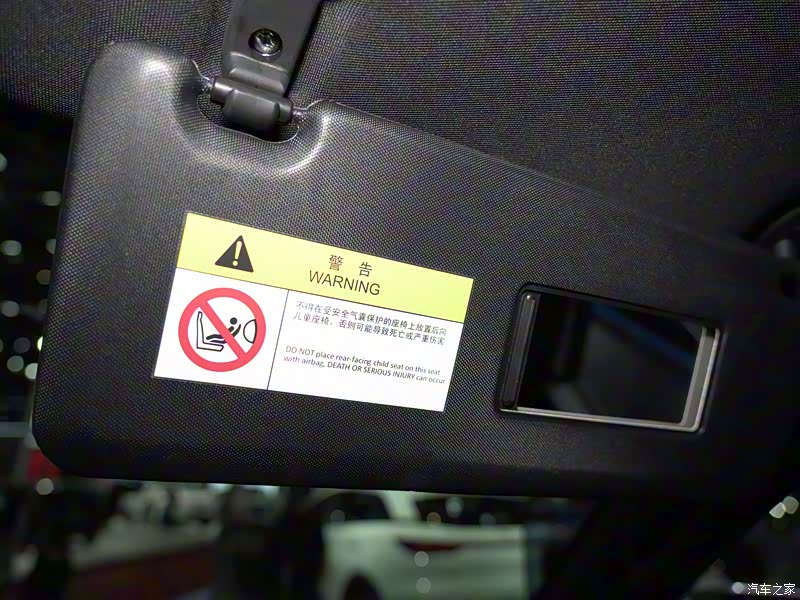 警 告
WARNING
不得在受安全气囊保护的座椅上放置后向
儿童座椅，否则可能导致死亡或严重伤害
DO NOT place rear-facing child seat on this seat
with airbag, DEATH OR SERIOUS INJURY can occur
汽车之家